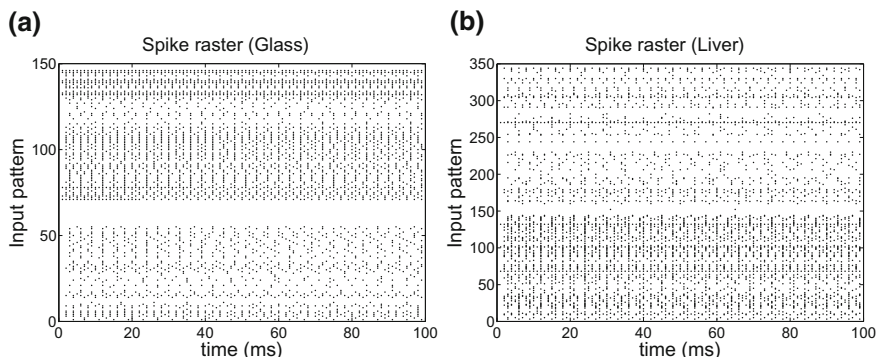 (a)
Spike raster (Glass)
Input pattern
150
100
50
0
0 20 40 60 80 100
time (ms)
(b)
Spike raster (Liver)
Input pattern
350
300
250
200
150
100
50
0
0 20 40 60 80 100
time (ms)